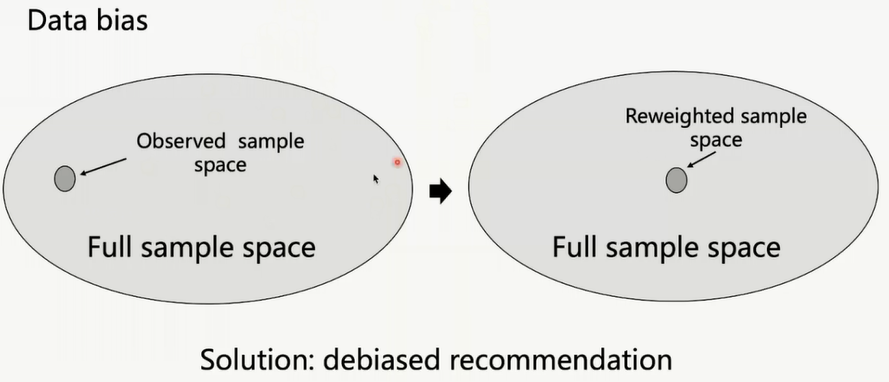 Data bias
Observed sample
space
Full sample space
Reweighted sample
space
Full sample space
Solution: debiased recommendation